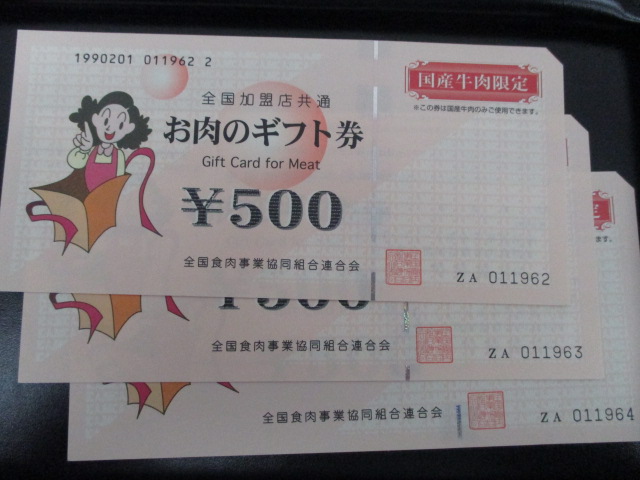 1990201 011962 2
全国加盟店共通
お肉のギフト券
Gift Card for Meat
¥500
全国食肉事業協同組合連合会
国産牛肉限定
※この券は国産牛肉のみご使用できます。
ZA 011962
¥500
全国食肉事業協同組合連合会
ZA 011963
定
ます。
全国食肉事業協同組合連合会
ZA 011964